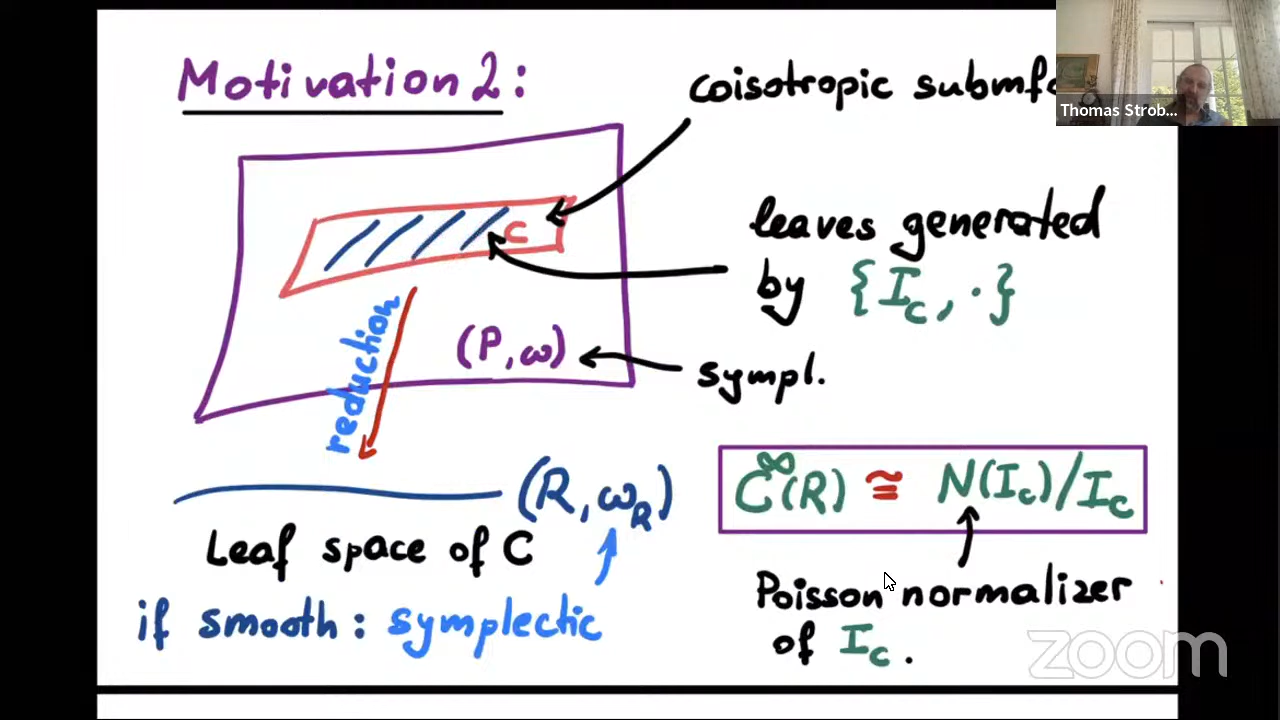 Motivation 2:
coisotropic submf
Thomas Strob...
C
leaves generated
by {I_C, ·}
reduction
(P, ω)
sympl.
(R, ω_R)
C^∞(R) ≅ N(I_C)/I_C
Leaf space of C
if smooth: symplectic
Poisson normalizer
of I_C.
zoom